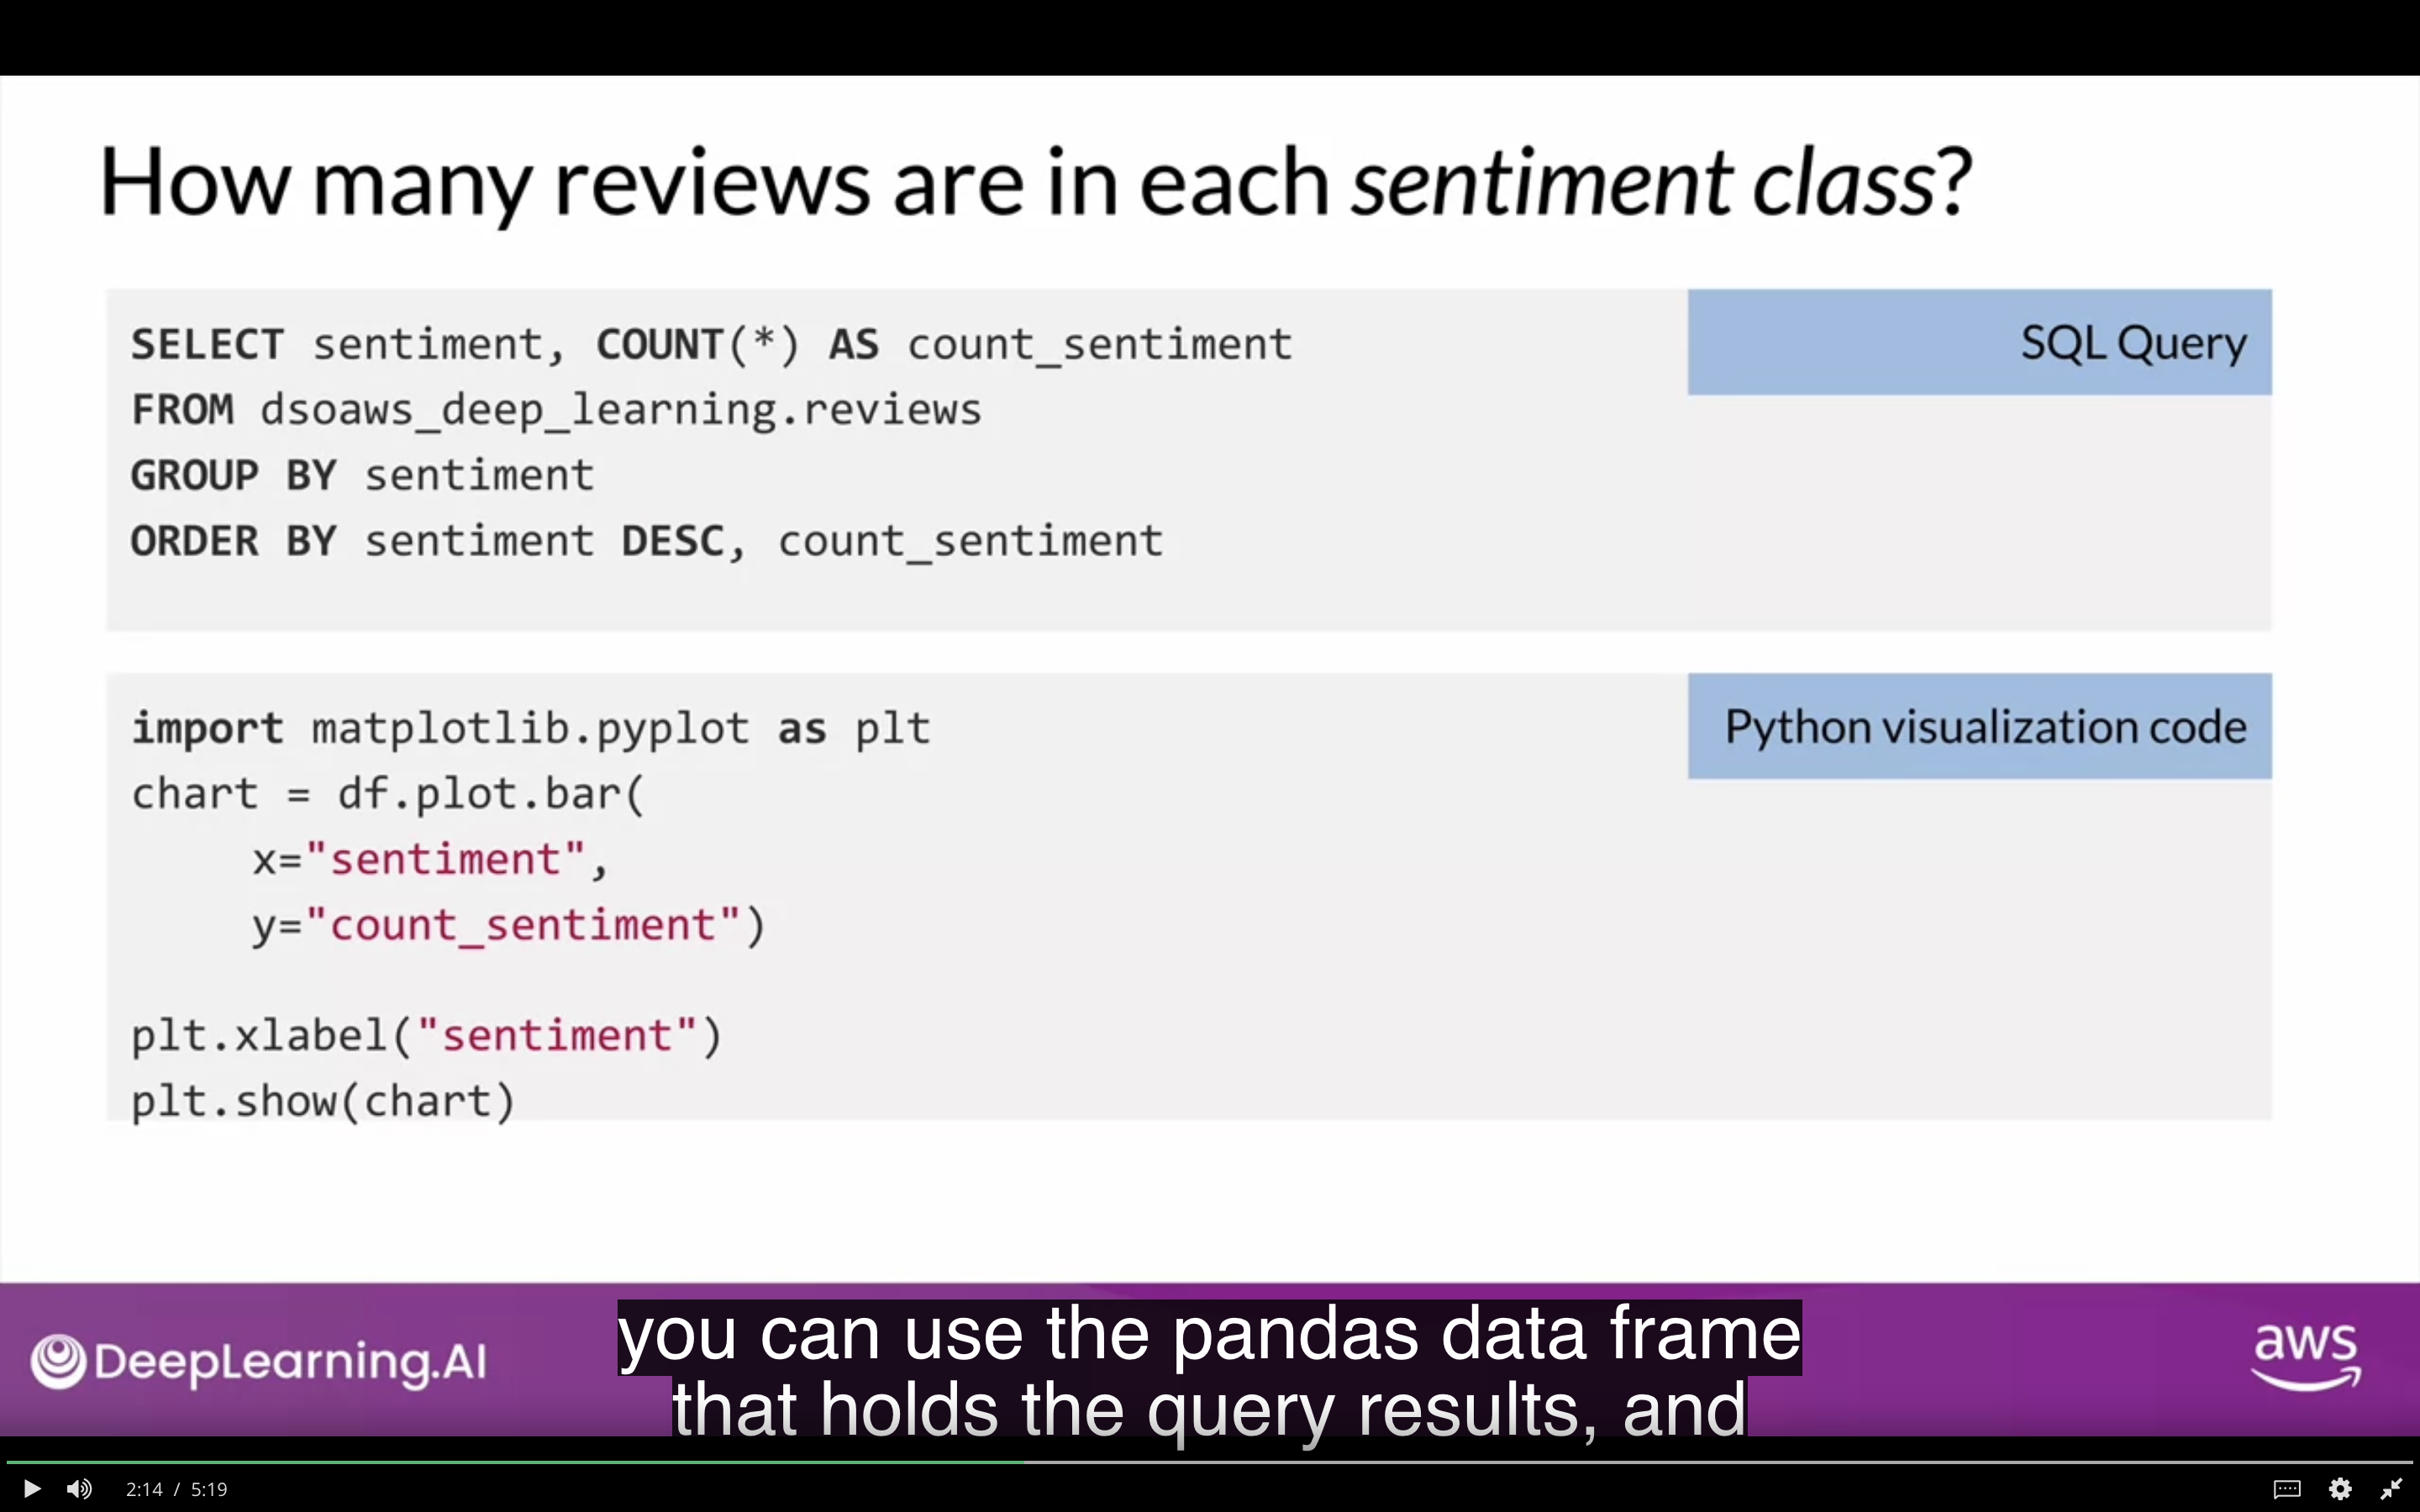 How many reviews are in each sentiment class?
SQL Query
SELECT sentiment, COUNT(*) AS count_sentiment
FROM dsoaws_deep_learning.reviews
GROUP BY sentiment
ORDER BY sentiment DESC, count_sentiment
Python visualization code
import matplotlib.pyplot as plt
chart = df.plot.bar(
x="sentiment",
y="count_sentiment")
plt.xlabel("sentiment")
plt.show(chart)
DeepLearning.AI
you can use the pandas data frame
that holds the query results, and
aws
2:14 / 5:19